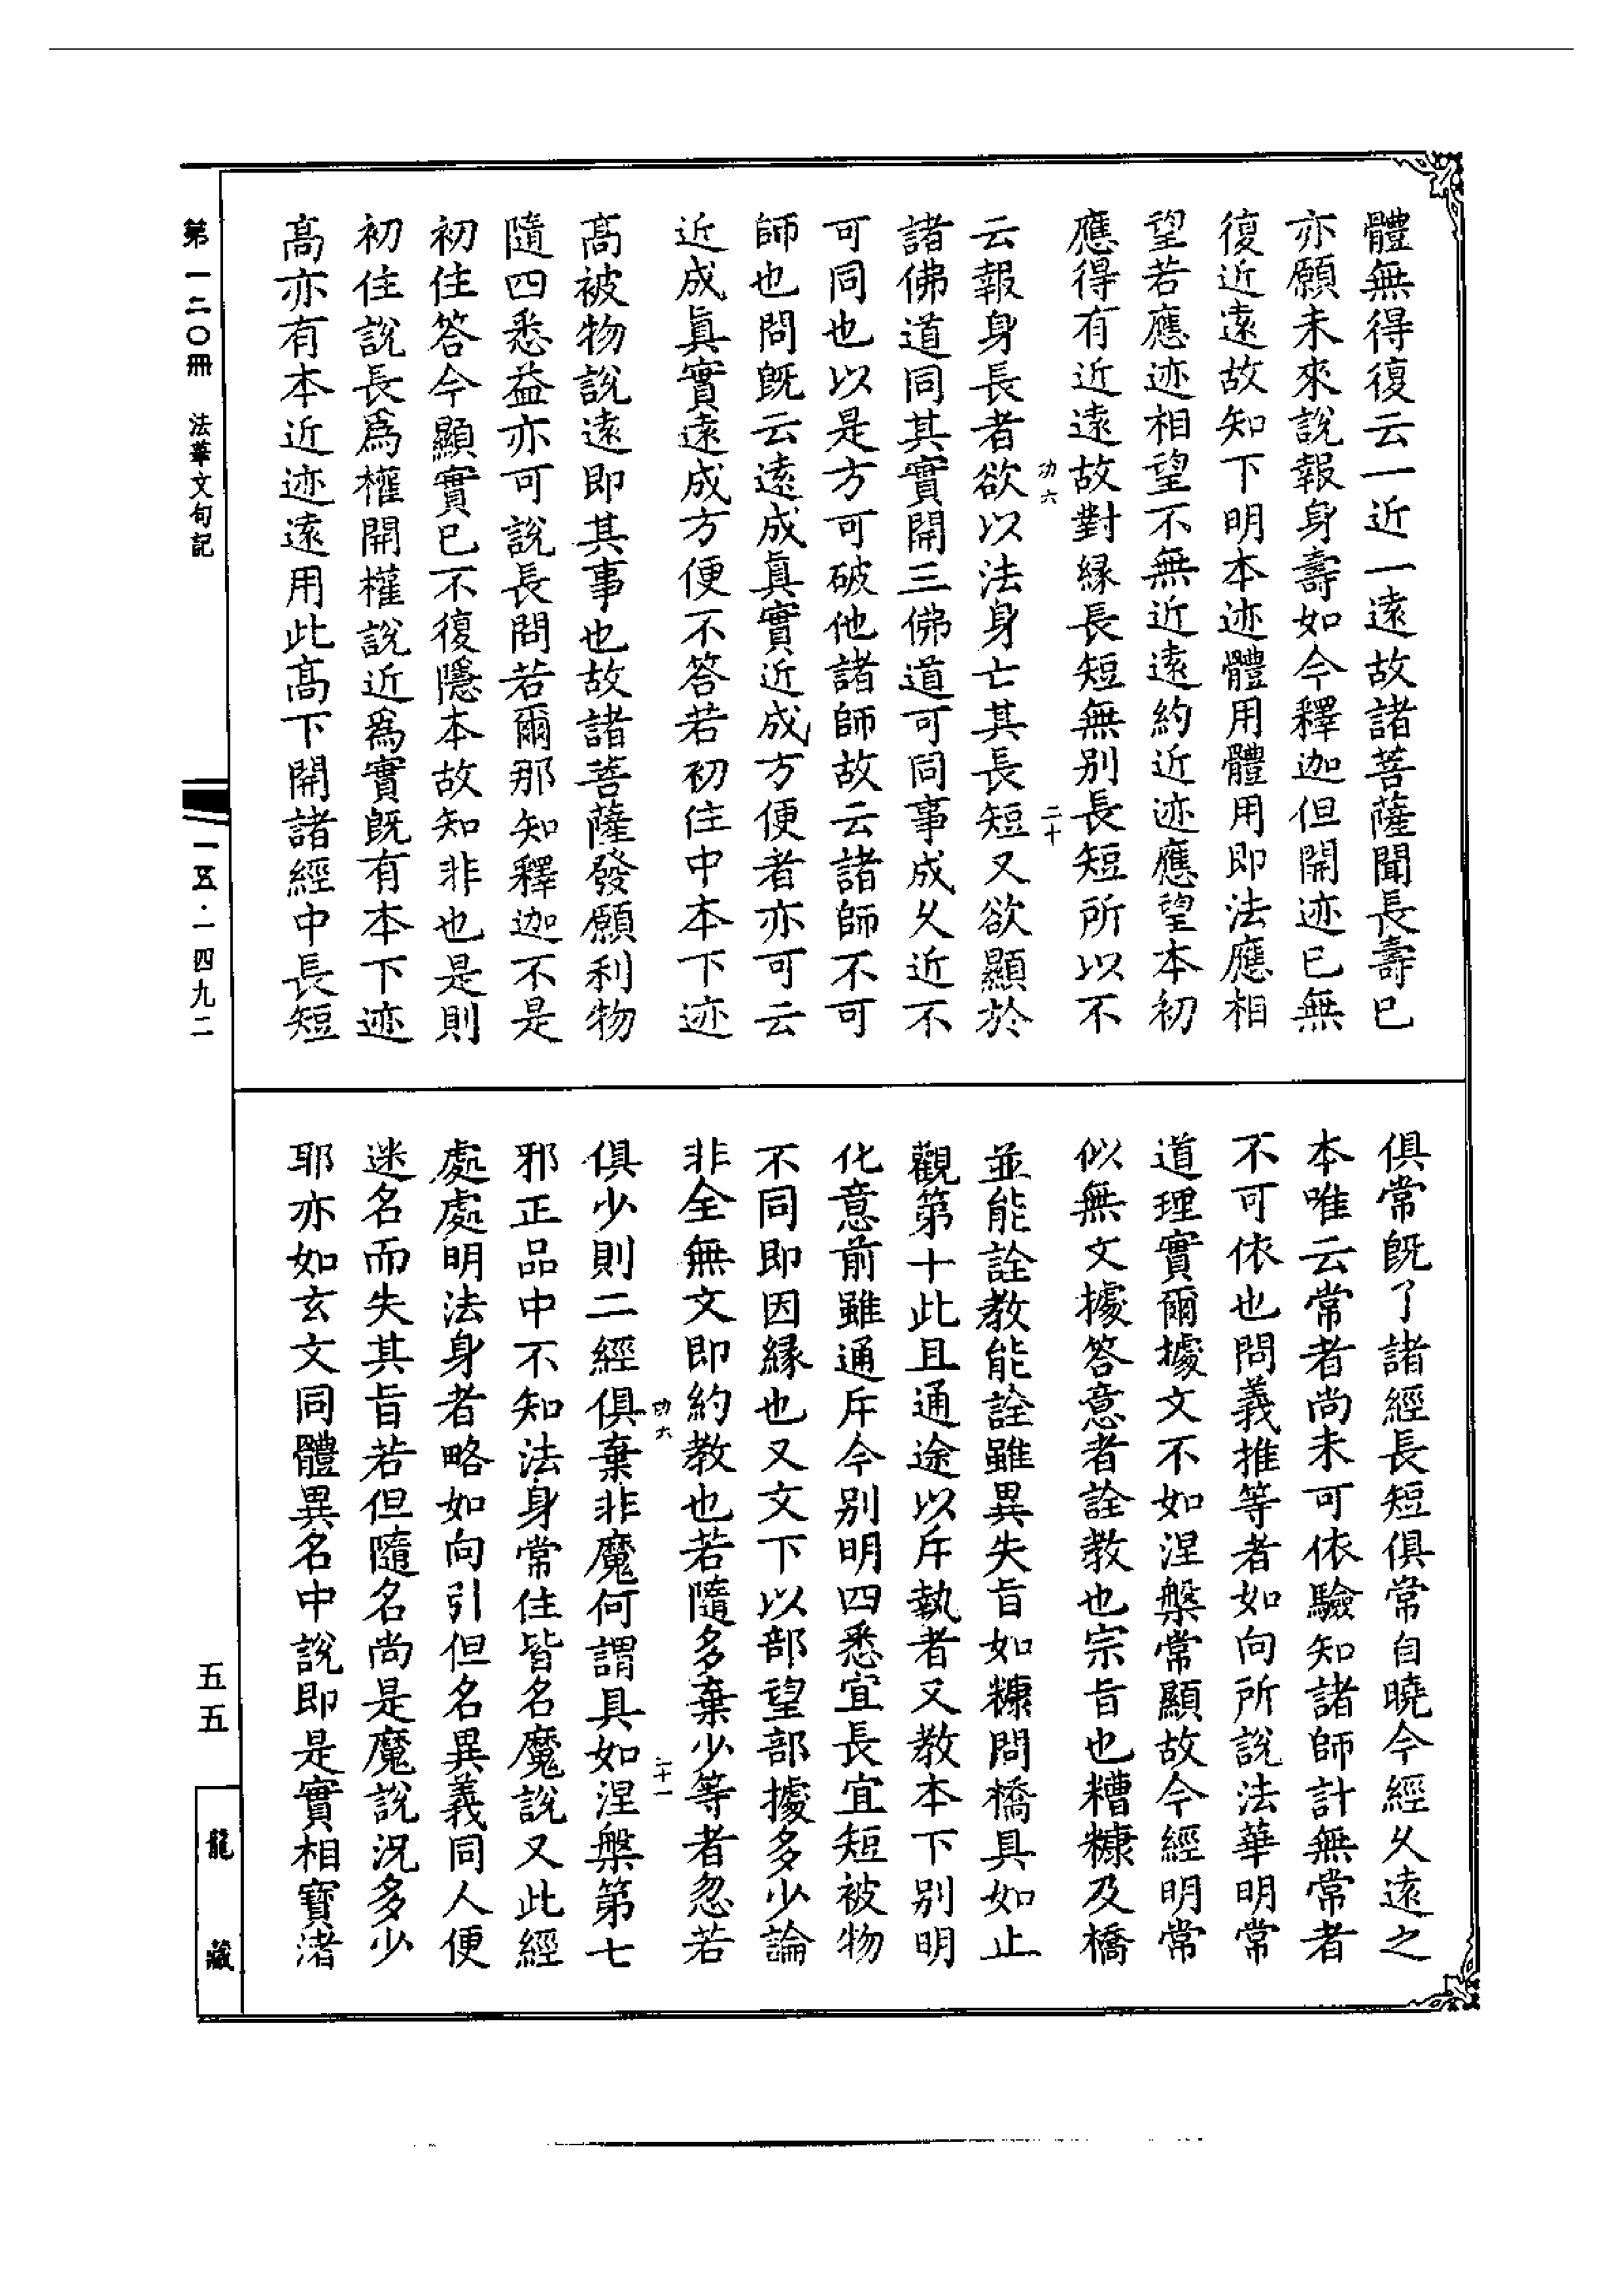 體無得復云一近一遠故諸菩薩聞長壽已
亦願未來說報身壽如今釋迦但開迹已無
復近遠故知下明本迹體用體用即法應相
望若應迹相望不無近遠約近迹應望本初
應得有近遠故對緣長短無別長短所以不
功六
二十
云報身長者欲以法身亡其長短又欲顯於
諸佛道同其實開三佛道可同事成久近不
可同也以是方可破他諸師故云諸師不可
師也問旣云遠成眞實近成方便者亦可云
近成眞實遠成方便不答若初住中本下迹
高被物說遠即其事也故諸菩薩發願利物
隨四悉益亦可說長問若爾那知釋迦不是
初住答今顯實已不復隱本故知非也是則
初住說長爲權開權說近爲實旣有本下迹
高亦有本近迹遠用此高下開諸經中長短
俱常旣了諸經長短俱常自曉今經久遠之
本唯云常者尚未可依驗知諸師計無常者
不可依也問義推等者如向所說法華明常
道理實爾據文不如涅槃常顯故今經明常
似無文據答意者詮教也宗旨也糟糠及橋
並能詮教能詮雖異失旨如糠問橋具如止
觀第十此且通途以斥執者又教本下別明
化意前雖通斥今別明四悉宜長宜短被物
不同即因緣也又文下以部望部據多少論
非全無文即約教也若隨多棄少等者忽若
功六
二十一
俱少則二經俱棄非魔何謂具如涅槃第七
邪正品中不知法身常住皆名魔說又此經
處處明法身者略如向引但名異義同人便
迷名而失其旨若但隨名尚是魔說況多少
耶亦如玄文同體異名中說即是實相寶渚
第一二〇冊　法華文句記
一五·一四九二
五五
龍藏